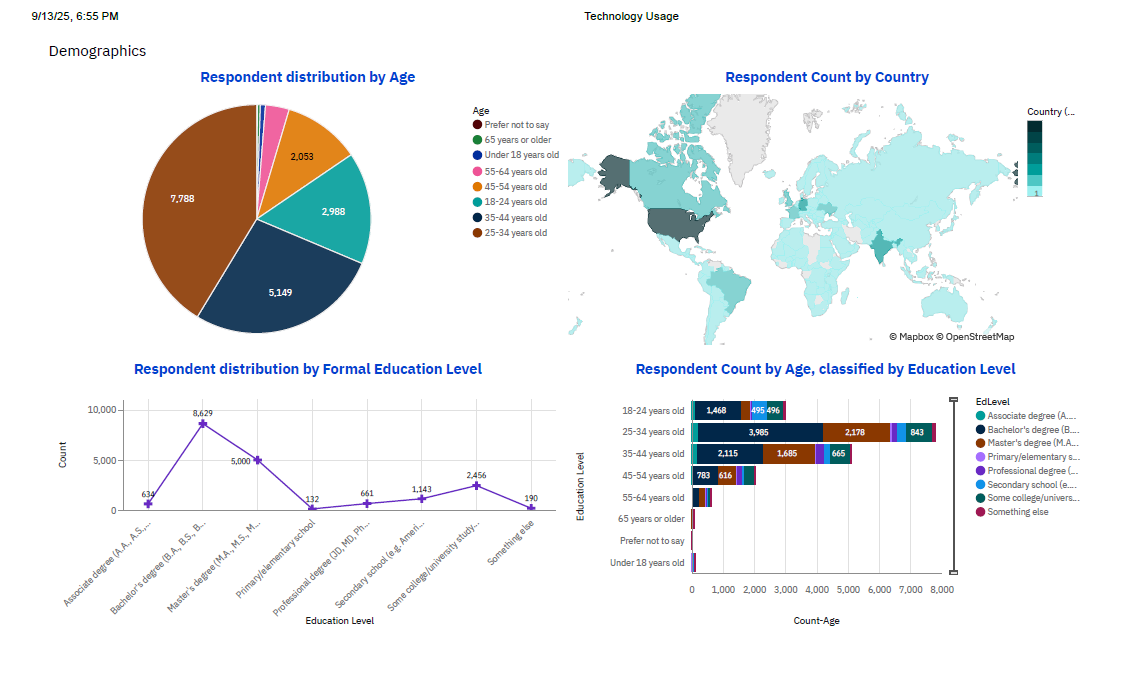 9/13/25, 6:55 PM
Technology Usage
Demographics
Respondent distribution by Age
7,788
2,053
2,988
5,149
Age
Prefer not to say
65 years or older
Under 18 years old
55-64 years old
45-54 years old
18-24 years old
35-44 years old
25-34 years old
Respondent Count by Country
Country (...
1
© Mapbox © OpenStreetMap
Respondent distribution by Formal Education Level
Count
10,000
5,000
0
634
8,629
5,000
132
661
1,143
2,456
190
Associate degree (A.A., A.S.,...
Bachelor's degree (B.A., B.S., B...
Master's degree (M.A., M.S., M...
Primary/elementary school
Professional degree (JD, MD, Ph...
Secondary school (e.g. Ameri...
Some college/university study...
Something else
Education Level
Respondent Count by Age, classified by Education Level
Education Level
18-24 years old
1,468
495
496
25-34 years old
3,985
2,178
843
35-44 years old
2,115
1,685
665
45-54 years old
783
616
55-64 years old
65 years or older
Prefer not to say
Under 18 years old
0 1,000 2,000 3,000 4,000 5,000 6,000 7,000 8,000
Count-Age
EdLevel
Associate degree (A....
Bachelor's degree (B....
Master's degree (M.A...
Primary/elementary s...
Professional degree (...
Secondary school (e....
Some college/univers...
Something else